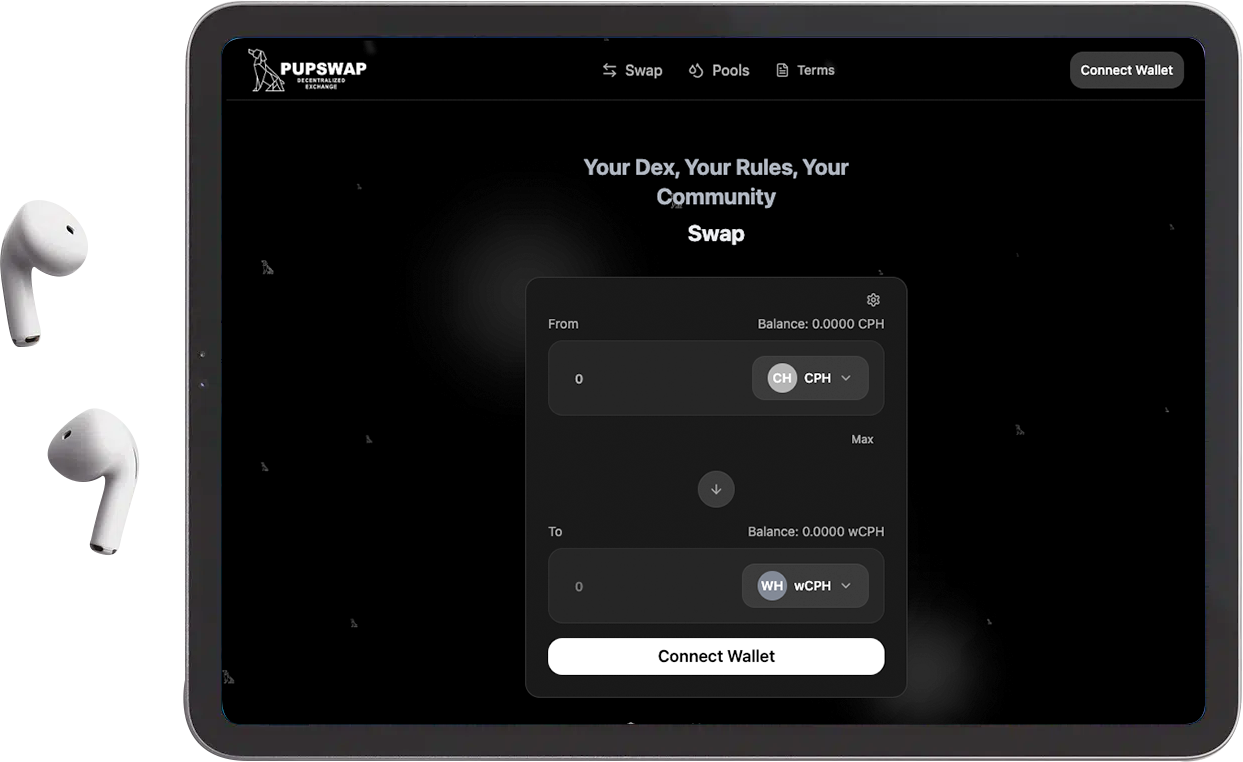 PUPSWAP
DECENTRALIZED
EXCHANGE
Swap
Pools
Terms
Connect Wallet
Your Dex, Your Rules, Your
Community
Swap
From
Balance: 0.0000 CPH
0
CH
CPH
Max
To
Balance: 0.0000 wCPH
0
WH
wCPH
Connect Wallet